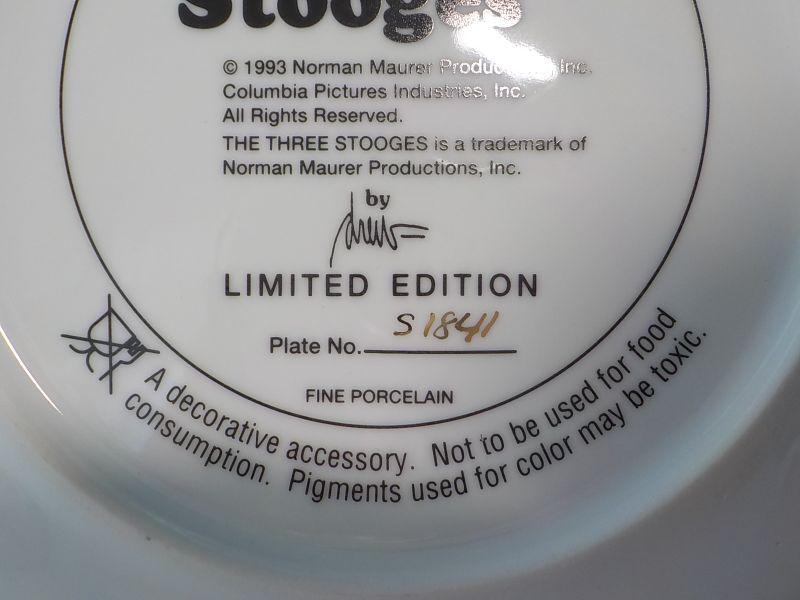 Stooges
© 1993 Norman Maurer Productions, Inc.
Columbia Pictures Industries, Inc.
All Rights Reserved.
THE THREE STOOGES is a trademark of
Norman Maurer Productions, Inc.
by
drew
LIMITED EDITION
Plate No. S1841
FINE PORCELAIN
A decorative accessory. Not to be used for food
consumption. Pigments used for color may be toxic.